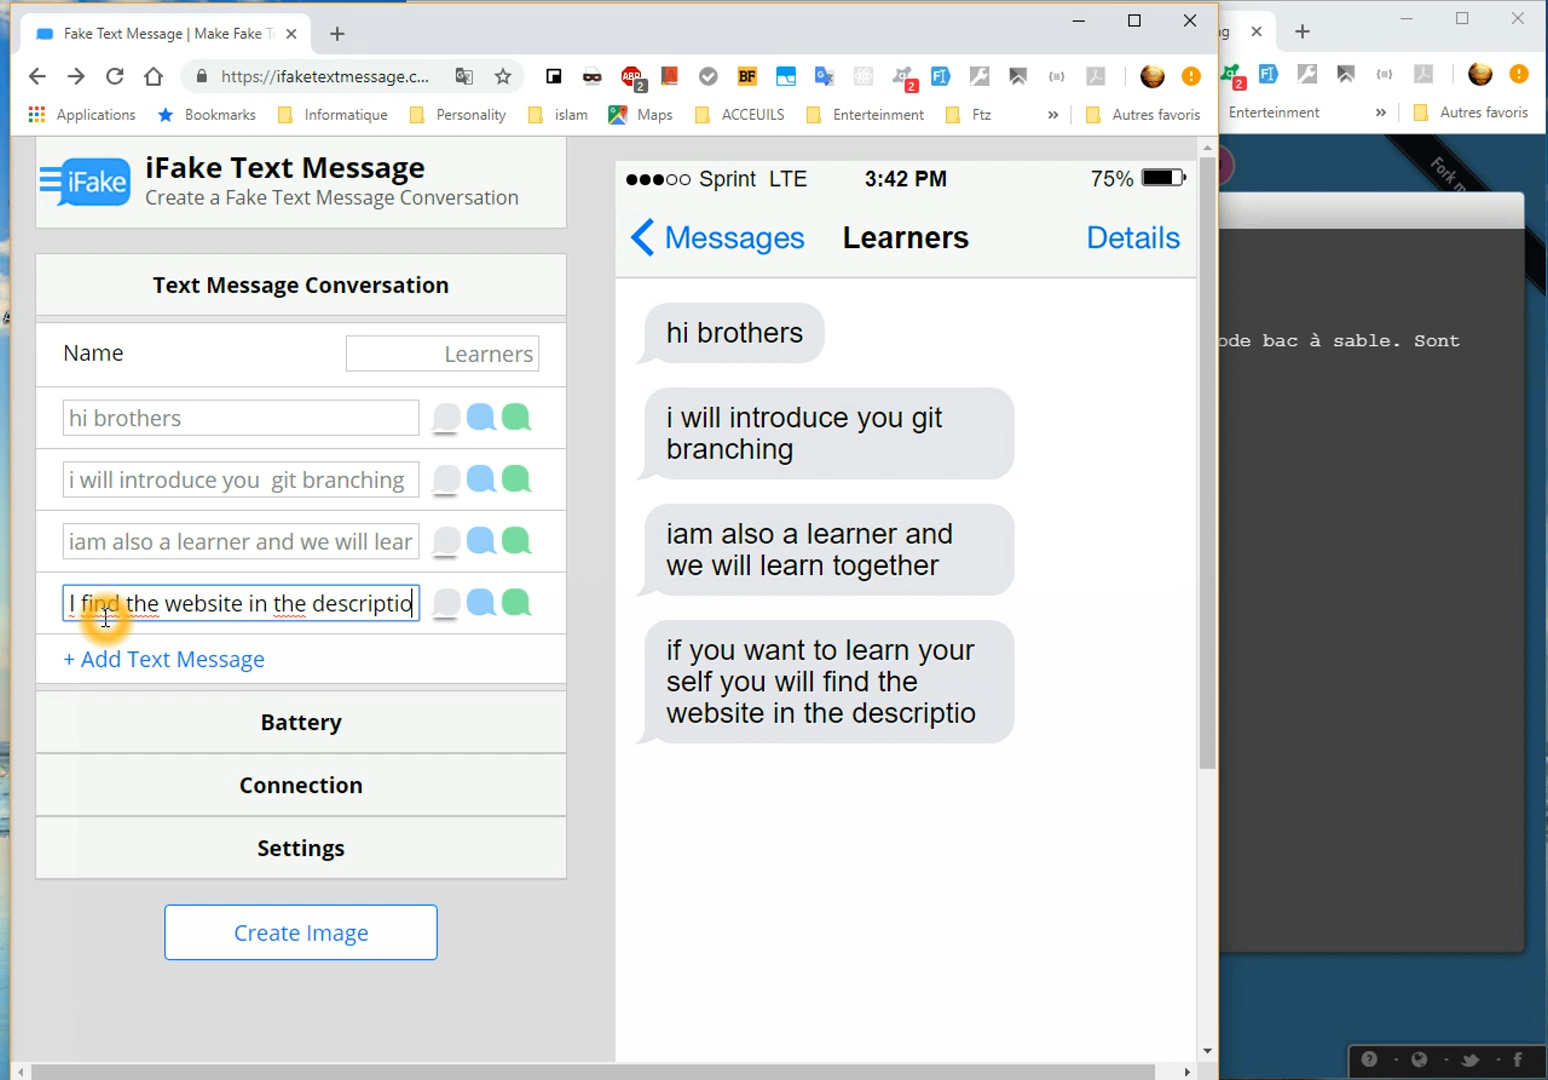 Fake Text Message | Make Fake Te
https://ifaketextmessage.c...
Applications
Bookmarks
Informatique
Personality
islam
Maps
ACCEUILS
Enterteinment
Ftz
»
Autres favoris
iFake
iFake Text Message
Create a Fake Text Message Conversation
Text Message Conversation
Name
Learners
hi brothers
i will introduce you  git branching
iam also a learner and we will lear
l find the website in the descriptio
+ Add Text Message
Battery
Connection
Settings
Create Image
Sprint LTE
3:42 PM
75%
Messages
Learners
Details
hi brothers
i will introduce you git
branching
iam also a learner and
we will learn together
if you want to learn your
self you will find the
website in the descriptio
Enterteinment
»
Autres favoris
Fork m
ode bac à sable. Sont